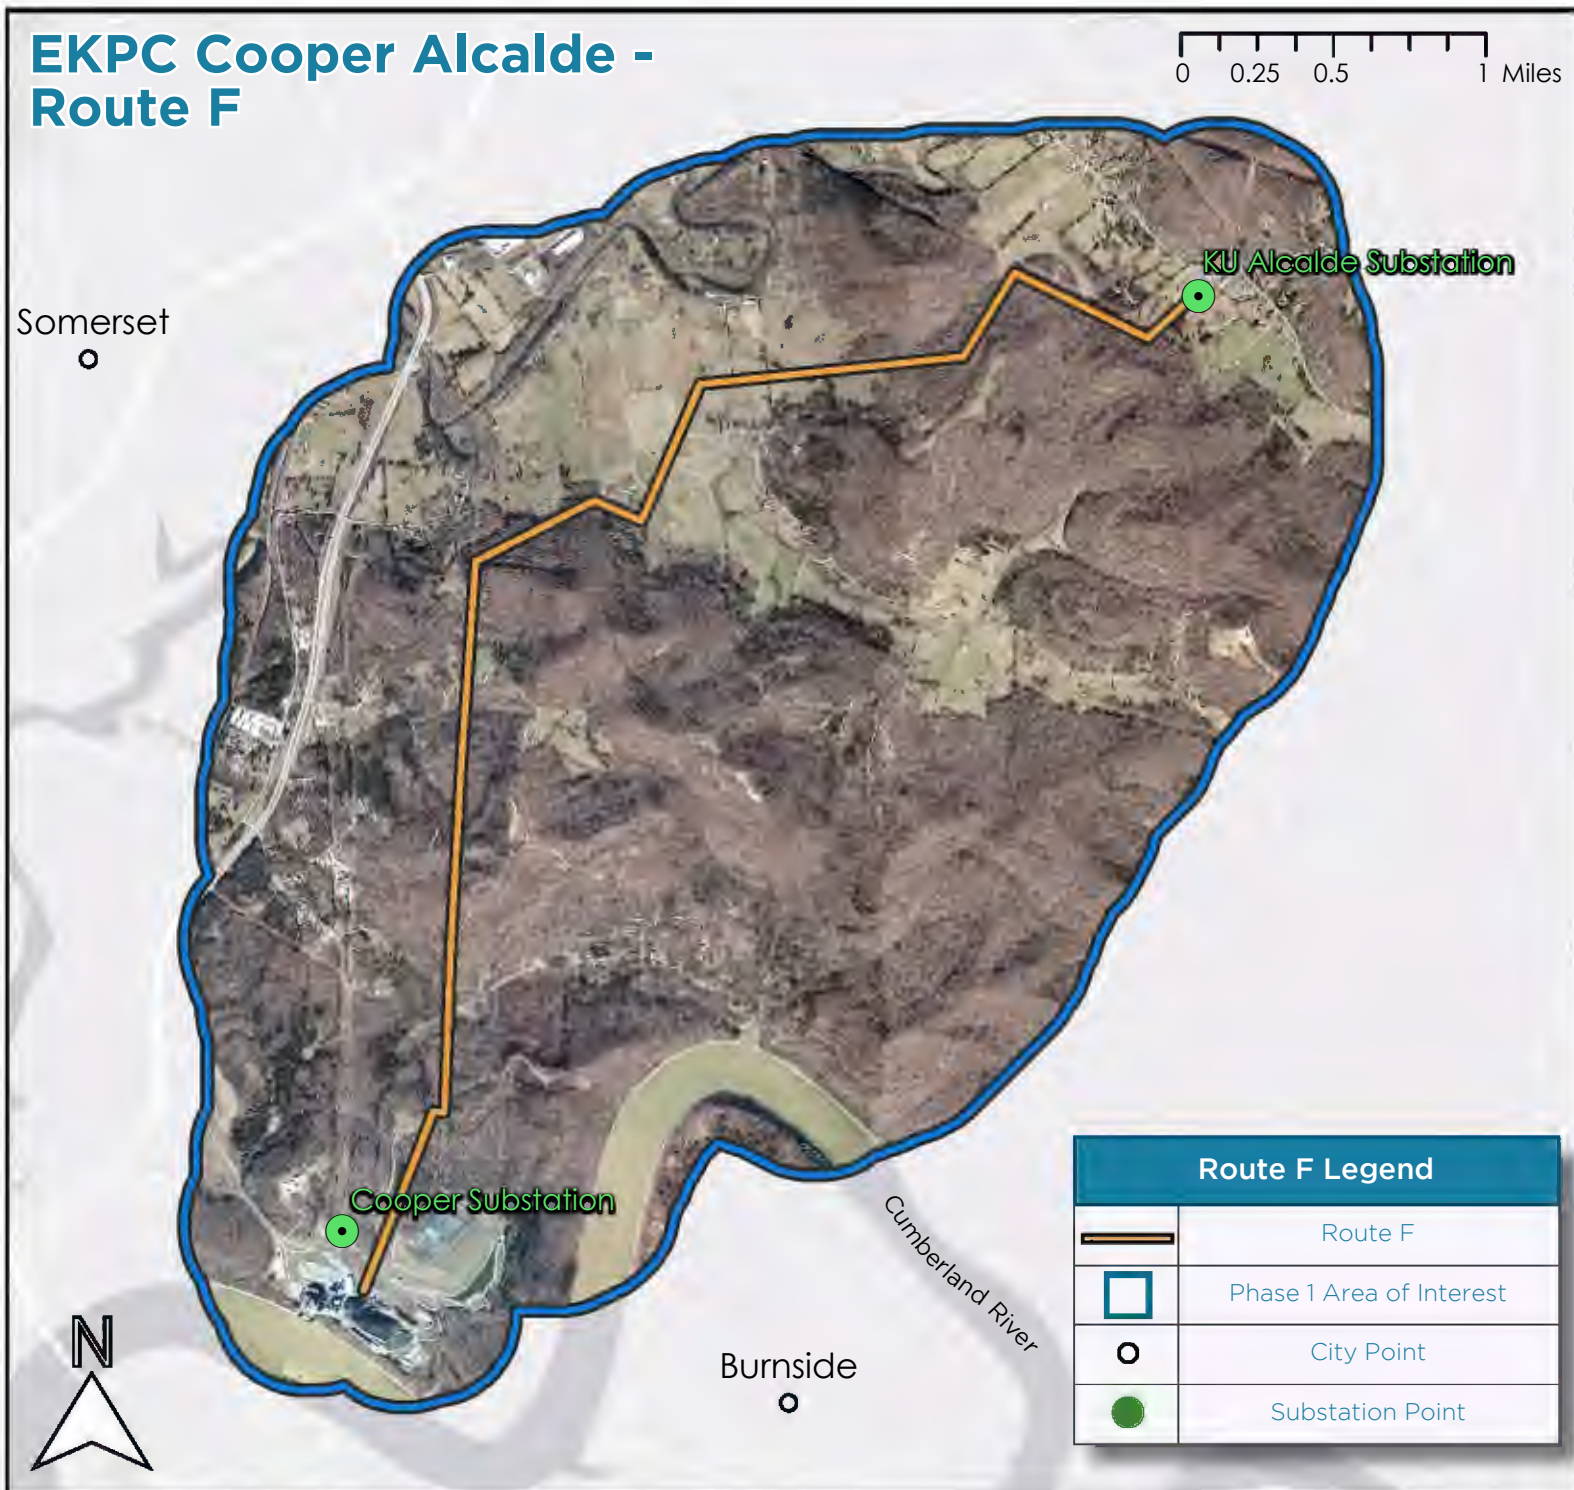 EKPC Cooper Alcalde -
Route F
0 0.25 0.5 1 Miles
KU Alcalde Substation
Somerset
Cooper Substation
Cumberland River
Burnside
N
Route F Legend
Route F
Phase 1 Area of Interest
City Point
Substation Point